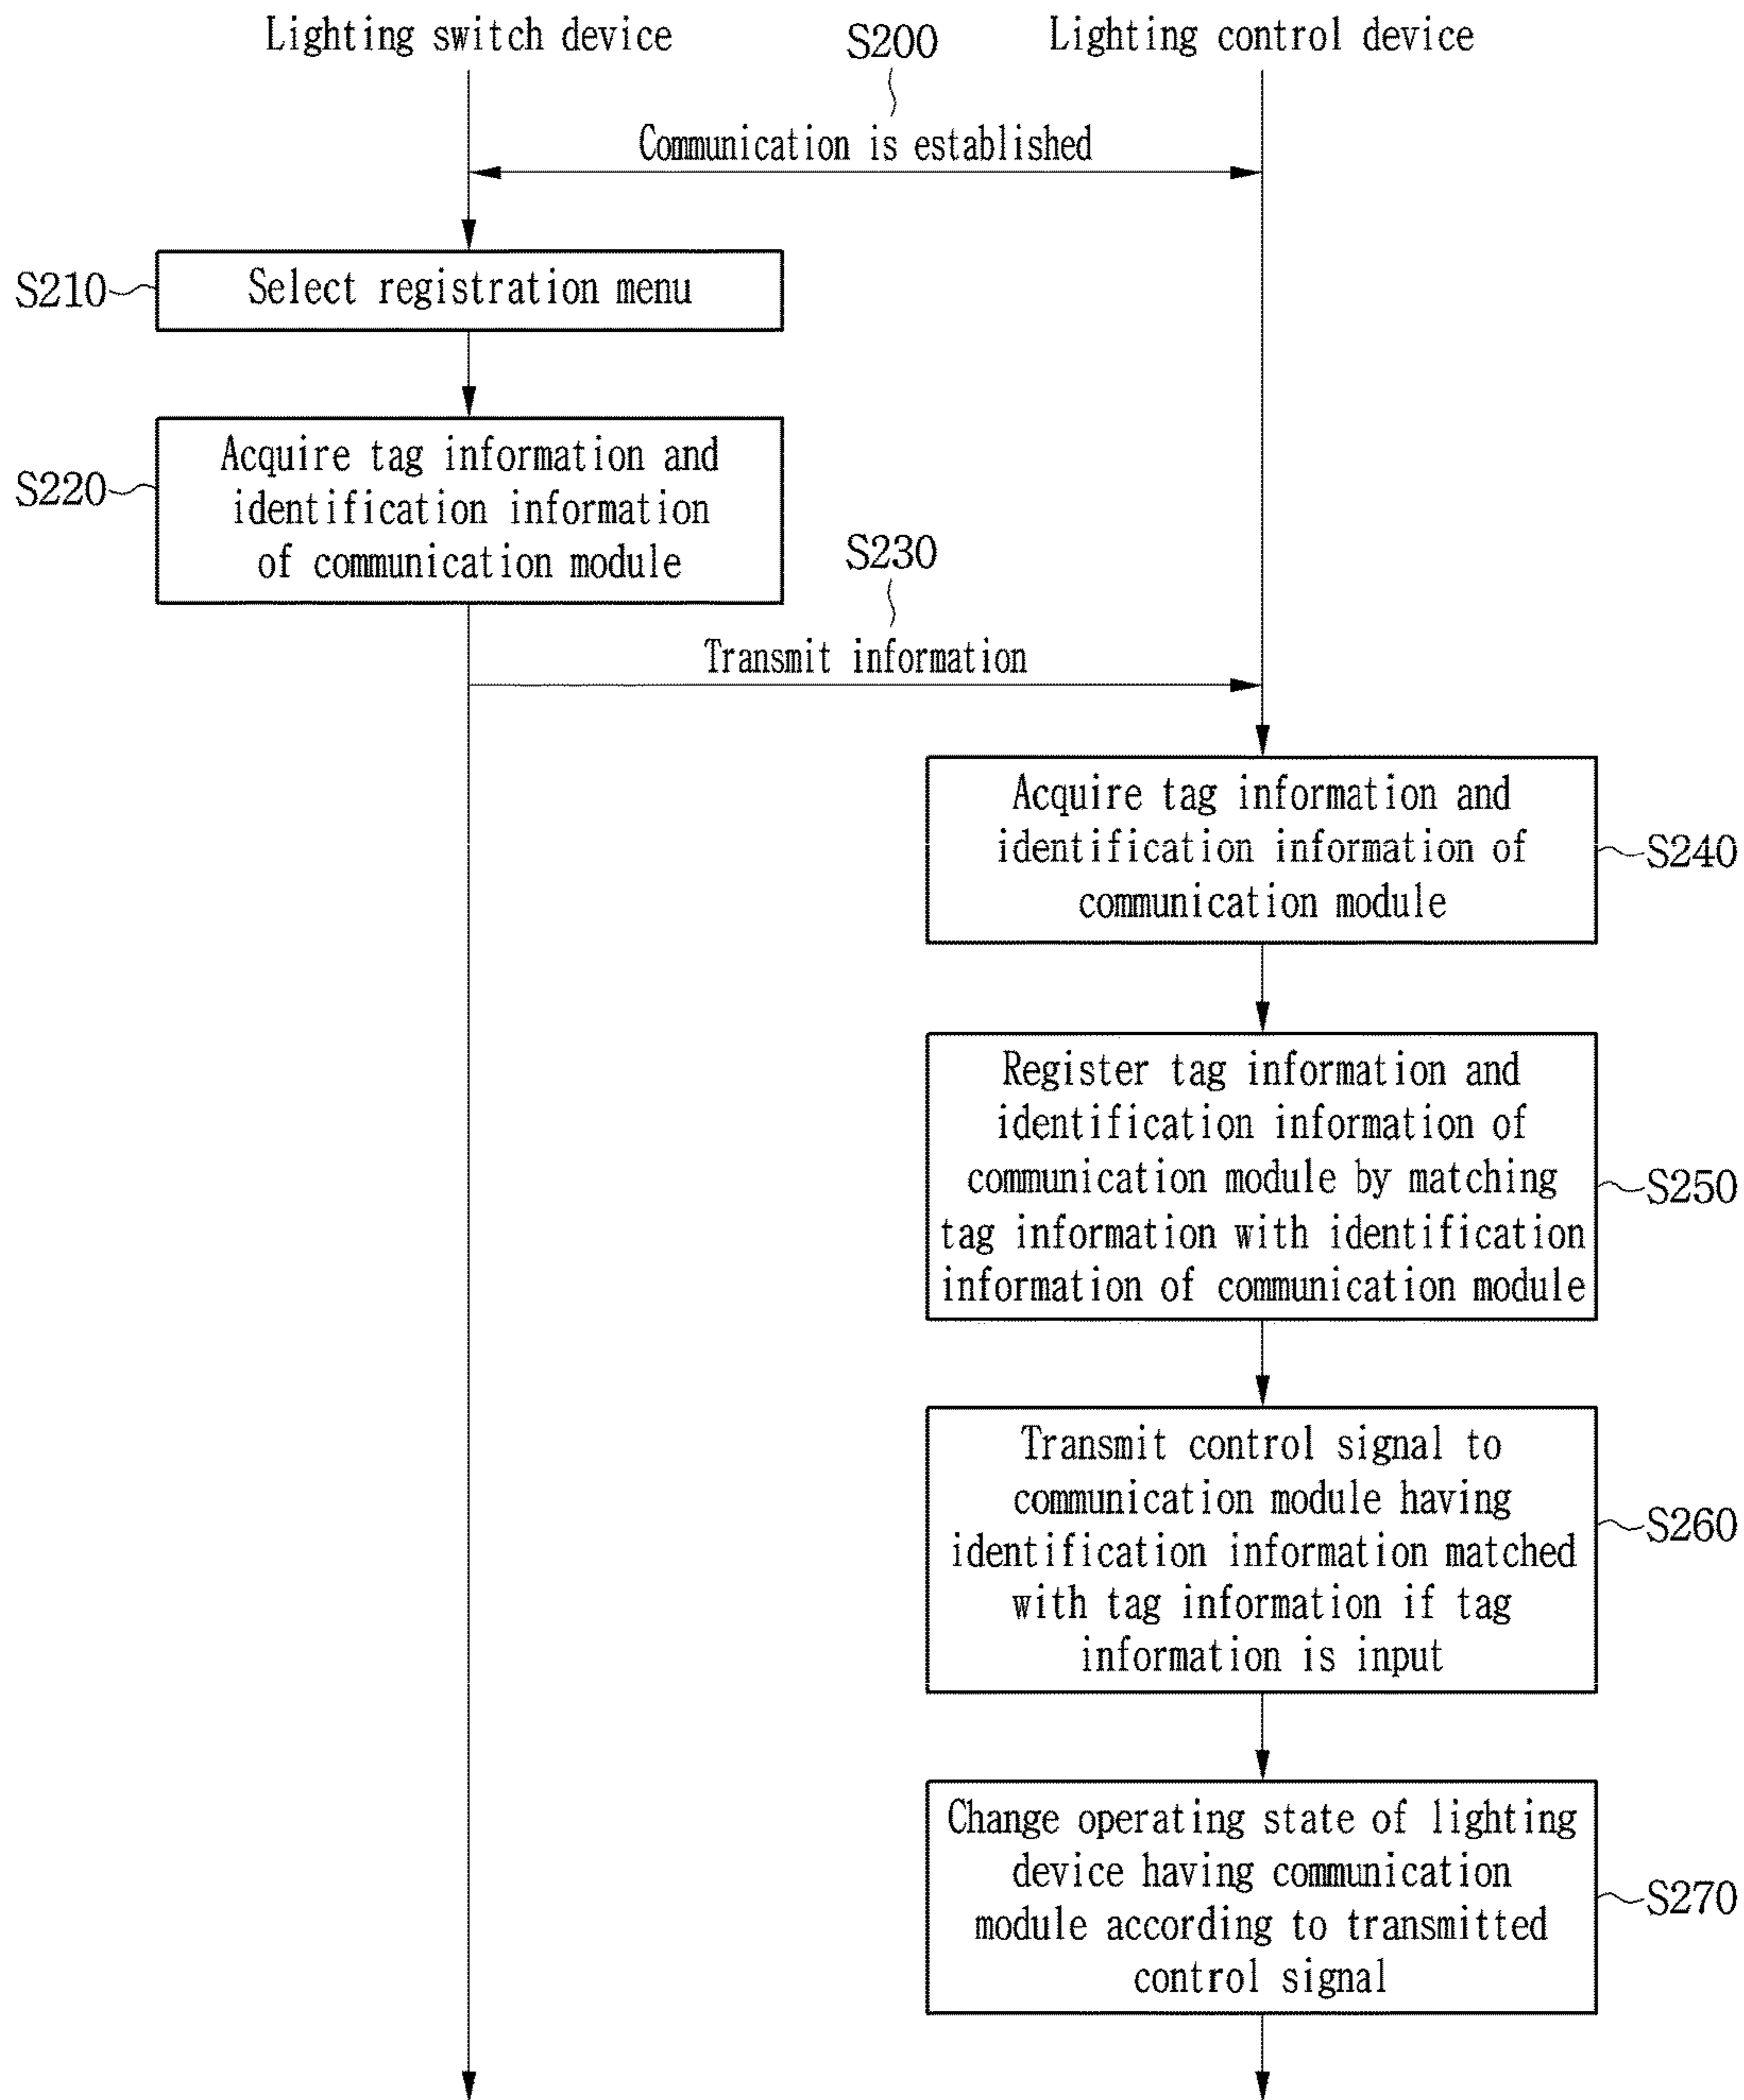 Lighting switch device
S200
Lighting control device
Communication is established
S210
Select registration menu
S220
Acquire tag information and
identification information
of communication module
S230
Transmit information
Acquire tag information and
identification information of
communication module
S240
Register tag information and
identification information of
communication module by matching
tag information with identification
information of communication module
S250
Transmit control signal to
communication module having
identification information matched
with tag information if tag
information is input
S260
Change operating state of lighting
device having communication
module according to transmitted
control signal
S270